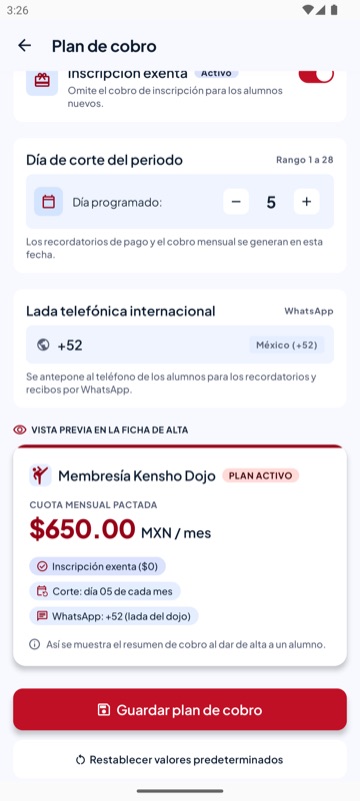 3:26
Plan de cobro
Inscripción exenta Activo
Omite el cobro de inscripción para los alumnos
nuevos.
Día de corte del periodo Rango 1 a 28
Día programado: − 5 +
Los recordatorios de pago y el cobro mensual se generan en esta
fecha.
Lada telefónica internacional WhatsApp
+52 México (+52)
Se antepone al teléfono de los alumnos para los recordatorios y
recibos por WhatsApp.
VISTA PREVIA EN LA FICHA DE ALTA
Membresía Kensho Dojo PLAN ACTIVO
CUOTA MENSUAL PACTADA
$650.00 MXN / mes
Inscripción exenta ($0)
Corte: día 05 de cada mes
WhatsApp: +52 (lada del dojo)
Así se muestra el resumen de cobro al dar de alta a un alumno.
Guardar plan de cobro
Restablecer valores predeterminados